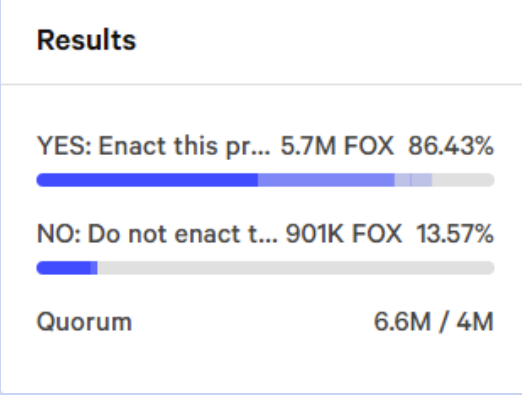 Results
YES: Enact this pr... 5.7M FOX 86.43%
NO: Do not enact t... 901K FOX 13.57%
Quorum 6.6M / 4M